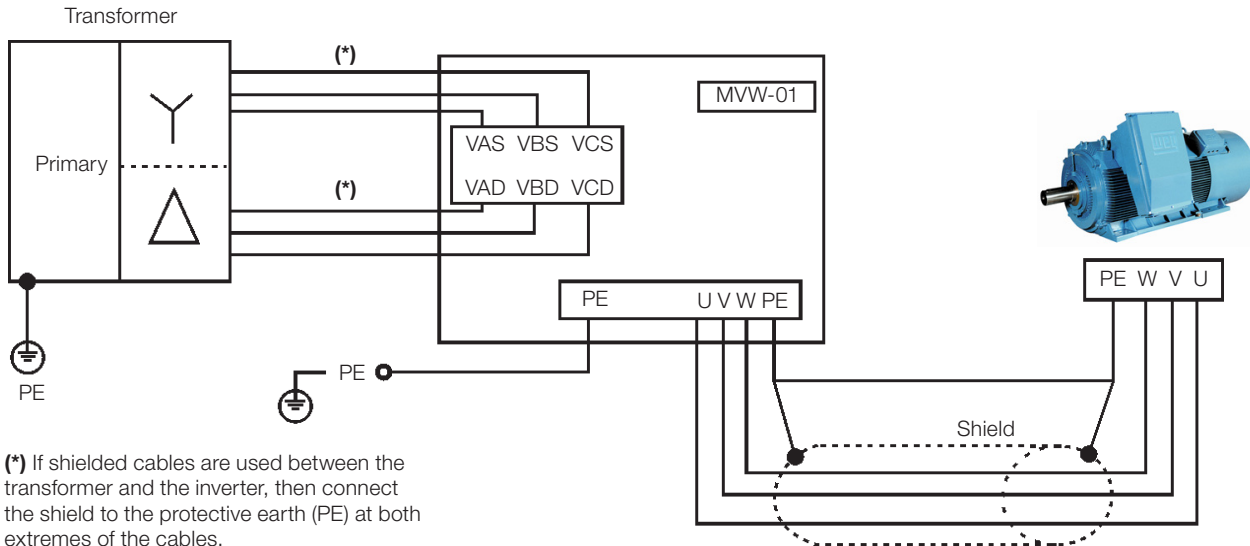 Transformer
(*)
MVW-01
VAS VBS VCS
Primary
VAD VBD VCD
(*)
PE W V U
PE U V W PE
PE
PE
Shield
(*) If shielded cables are used between the
transformer and the inverter, then connect
the shield to the protective earth (PE) at both
extremes of the cables.